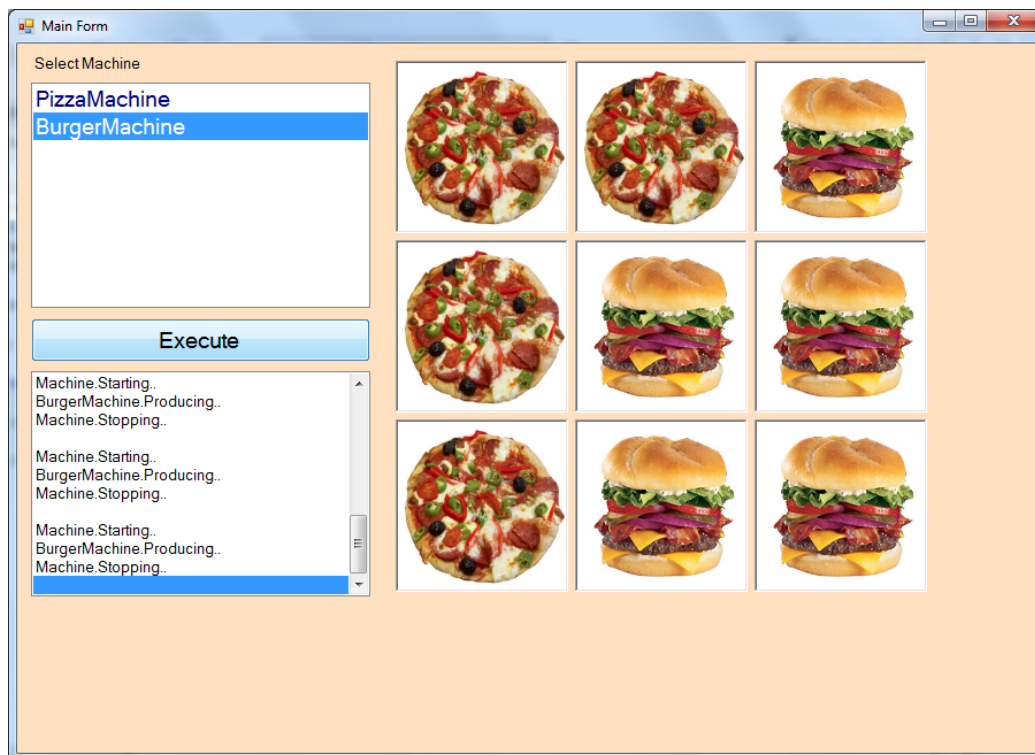 Main Form
Select Machine
PizzaMachine
BurgerMachine
Execute
Machine.Starting..
BurgerMachine.Producing..
Machine.Stopping..
Machine.Starting..
BurgerMachine.Producing..
Machine.Stopping..
Machine.Starting..
BurgerMachine.Producing..
Machine.Stopping..